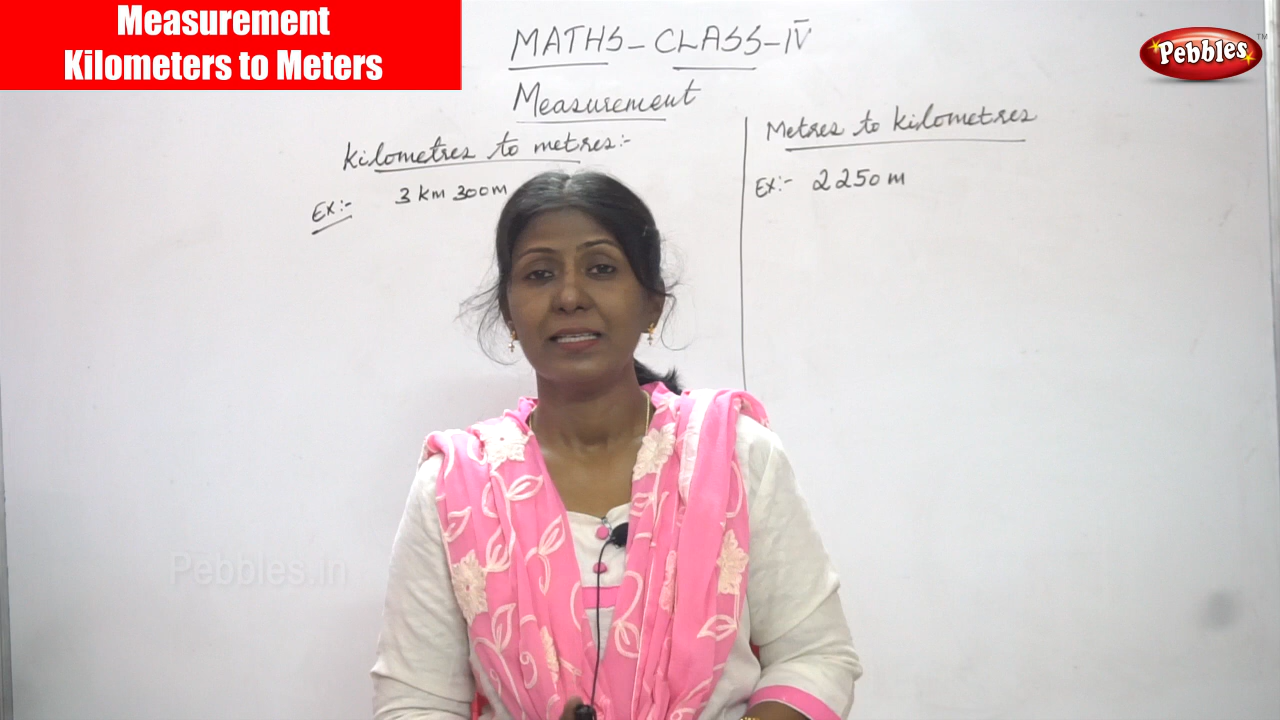 Measurement
Kilometers to Meters
Pebbles™
MATHS - CLASS - IV
Measurement
Kilometres to metres:-
Ex:- 3 km 300m
Metres to kilometres
Ex:- 2250 m
Pebbles.in